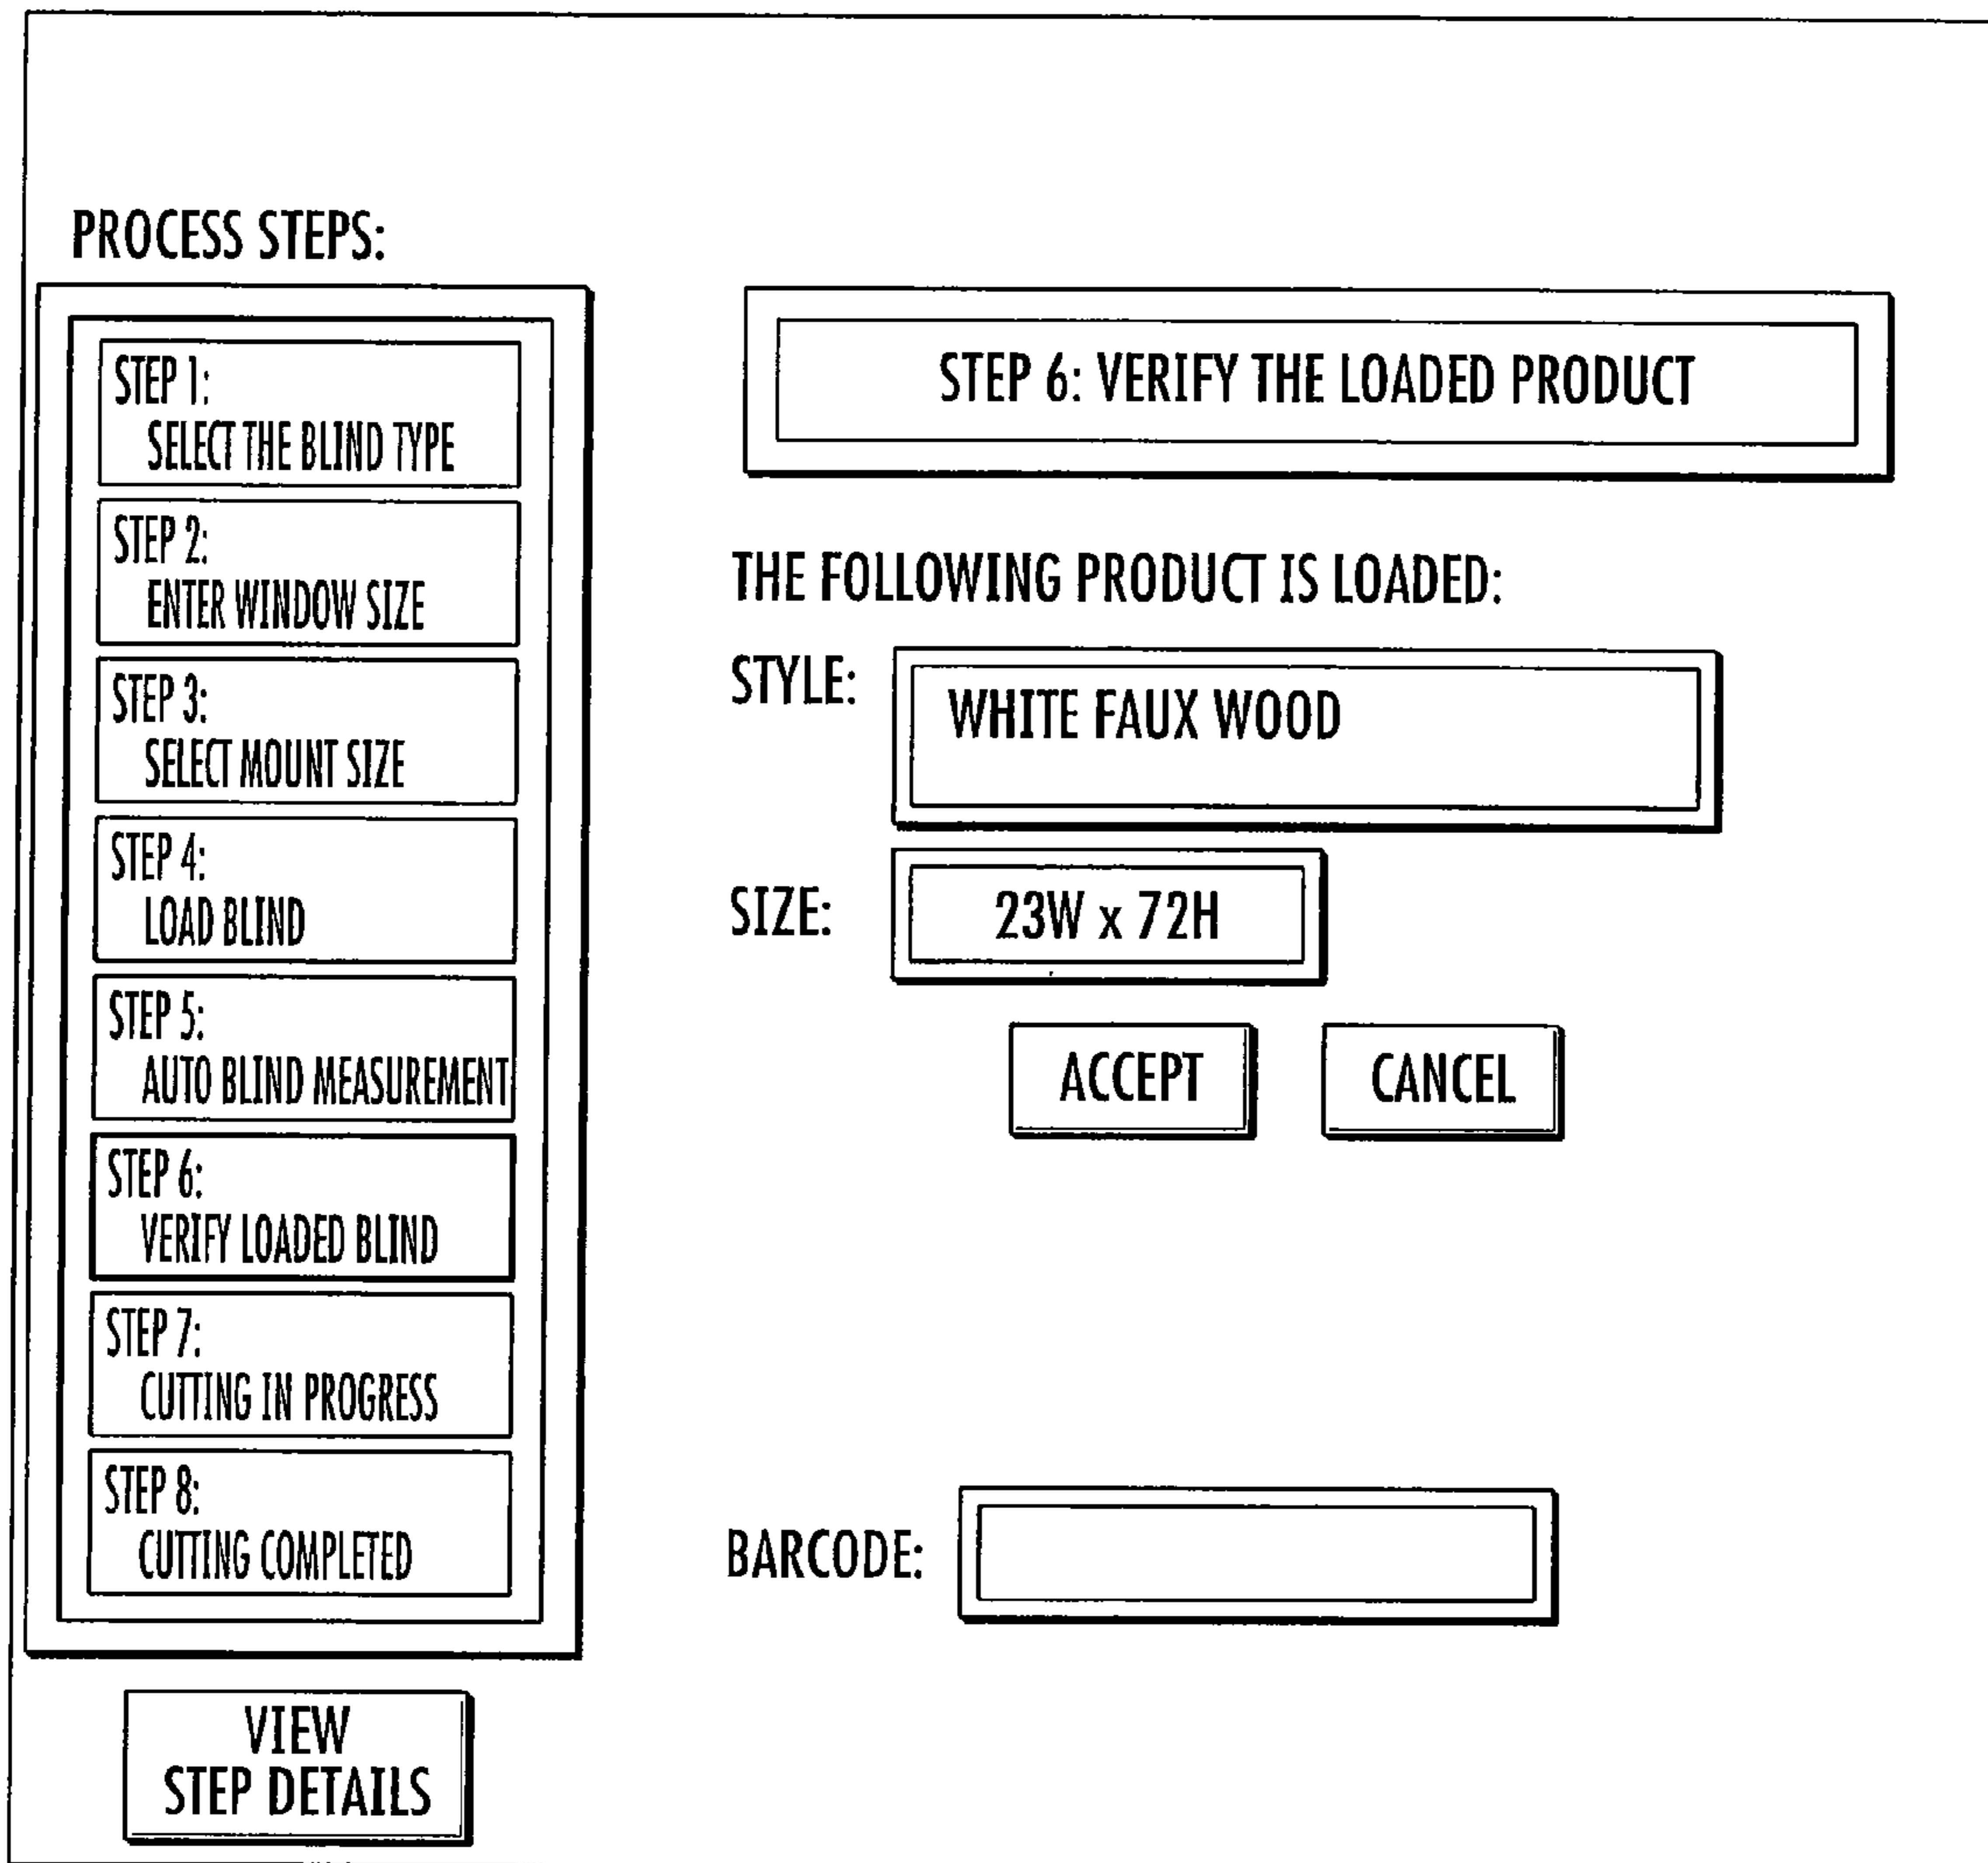 PROCESS STEPS:
STEP 1:
SELECT THE BLIND TYPE
STEP 2:
ENTER WINDOW SIZE
STEP 3:
SELECT MOUNT SIZE
STEP 4:
LOAD BLIND
STEP 5:
AUTO BLIND MEASUREMENT
STEP 6:
VERIFY LOADED BLIND
STEP 7:
CUTTING IN PROGRESS
STEP 8:
CUTTING COMPLETED
VIEW
STEP DETAILS
STEP 6: VERIFY THE LOADED PRODUCT
THE FOLLOWING PRODUCT IS LOADED:
STYLE: WHITE FAUX WOOD
SIZE: 23W x 72H
ACCEPT CANCEL
BARCODE: